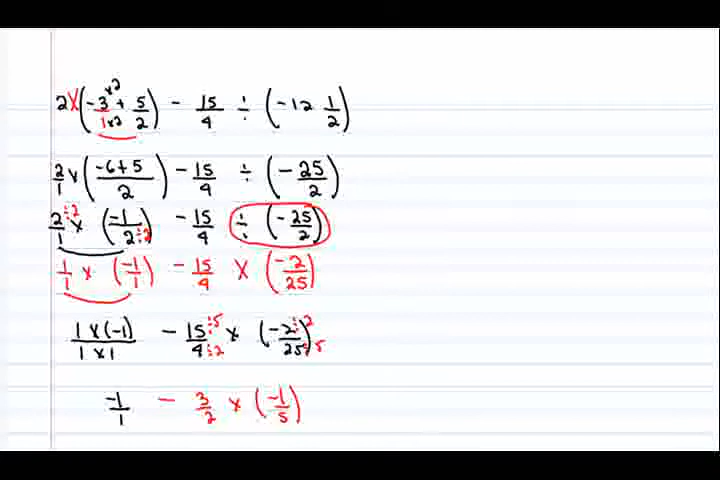 2 × (-3/1 ×2 ×2 + 5/2) - 15/4 ÷ (-12 1/2)
2/1 × (-6+5/2) - 15/4 ÷ (-25/2)
2/1 ÷2 × (-1/2 ÷2) - 15/4 ÷ (-25/2)
1/1 × (-1/1) - 15/4 × (-2/25)
1×(-1)/1×1 - 15/4 ÷5 ÷2 × (-2/25) ÷2 ÷5
-1/1 - 3/2 × (-1/5)